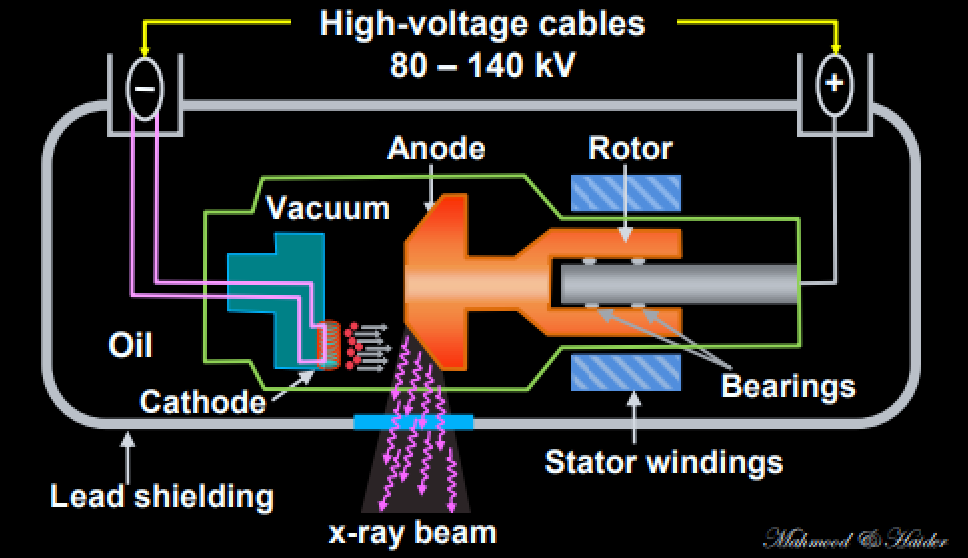 High-voltage cables
80 – 140 kV
−
+
Anode
Rotor
Vacuum
Oil
Cathode
Bearings
Stator windings
Lead shielding
x-ray beam
Mahmood & Haider